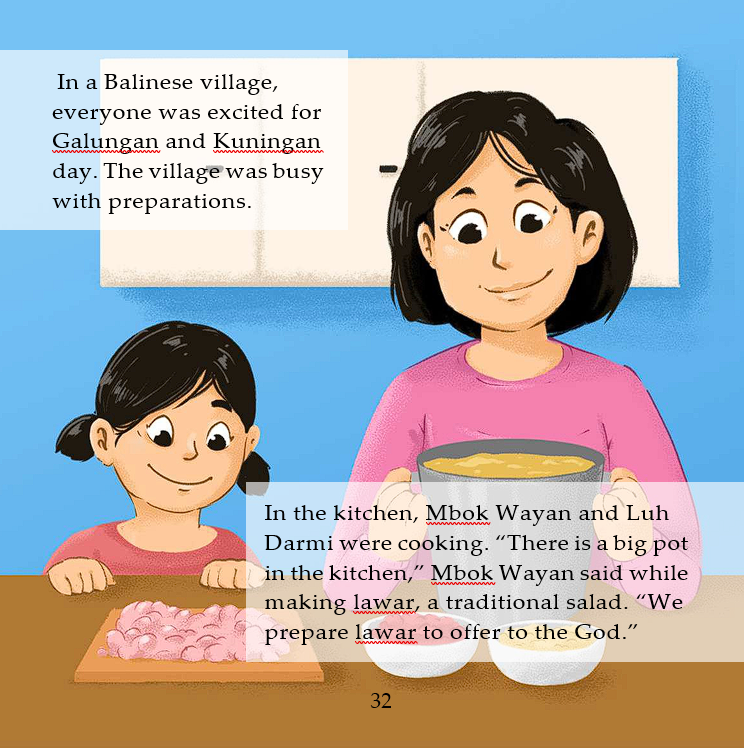 In a Balinese village,
everyone was excited for
Galungan and Kuningan
day. The village was busy
with preparations.
In the kitchen, Mbok Wayan and Luh
Darmi were cooking. “There is a big pot
in the kitchen,” Mbok Wayan said while
making lawar, a traditional salad. “We
prepare lawar to offer to the God.”
32